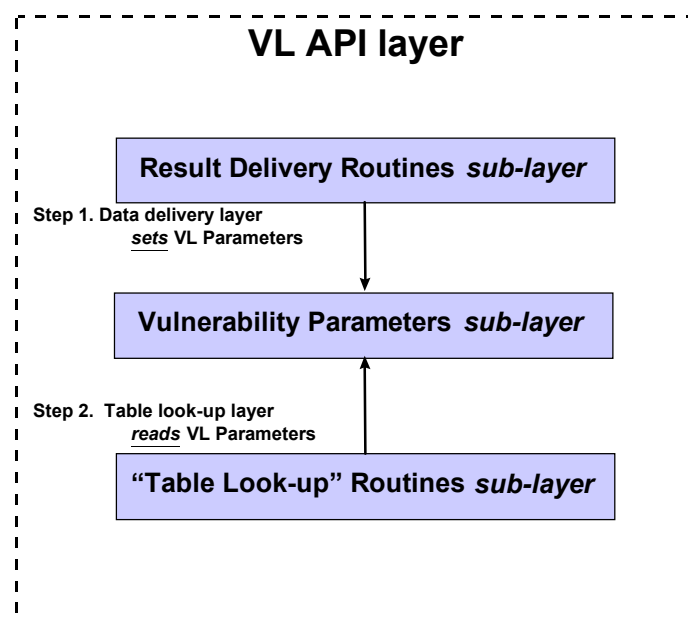 VL API layer
Result Delivery Routines sub-layer
Step 1. Data delivery layer
sets VL Parameters
Vulnerability Parameters sub-layer
Step 2. Table look-up layer
reads VL Parameters
“Table Look-up” Routines sub-layer